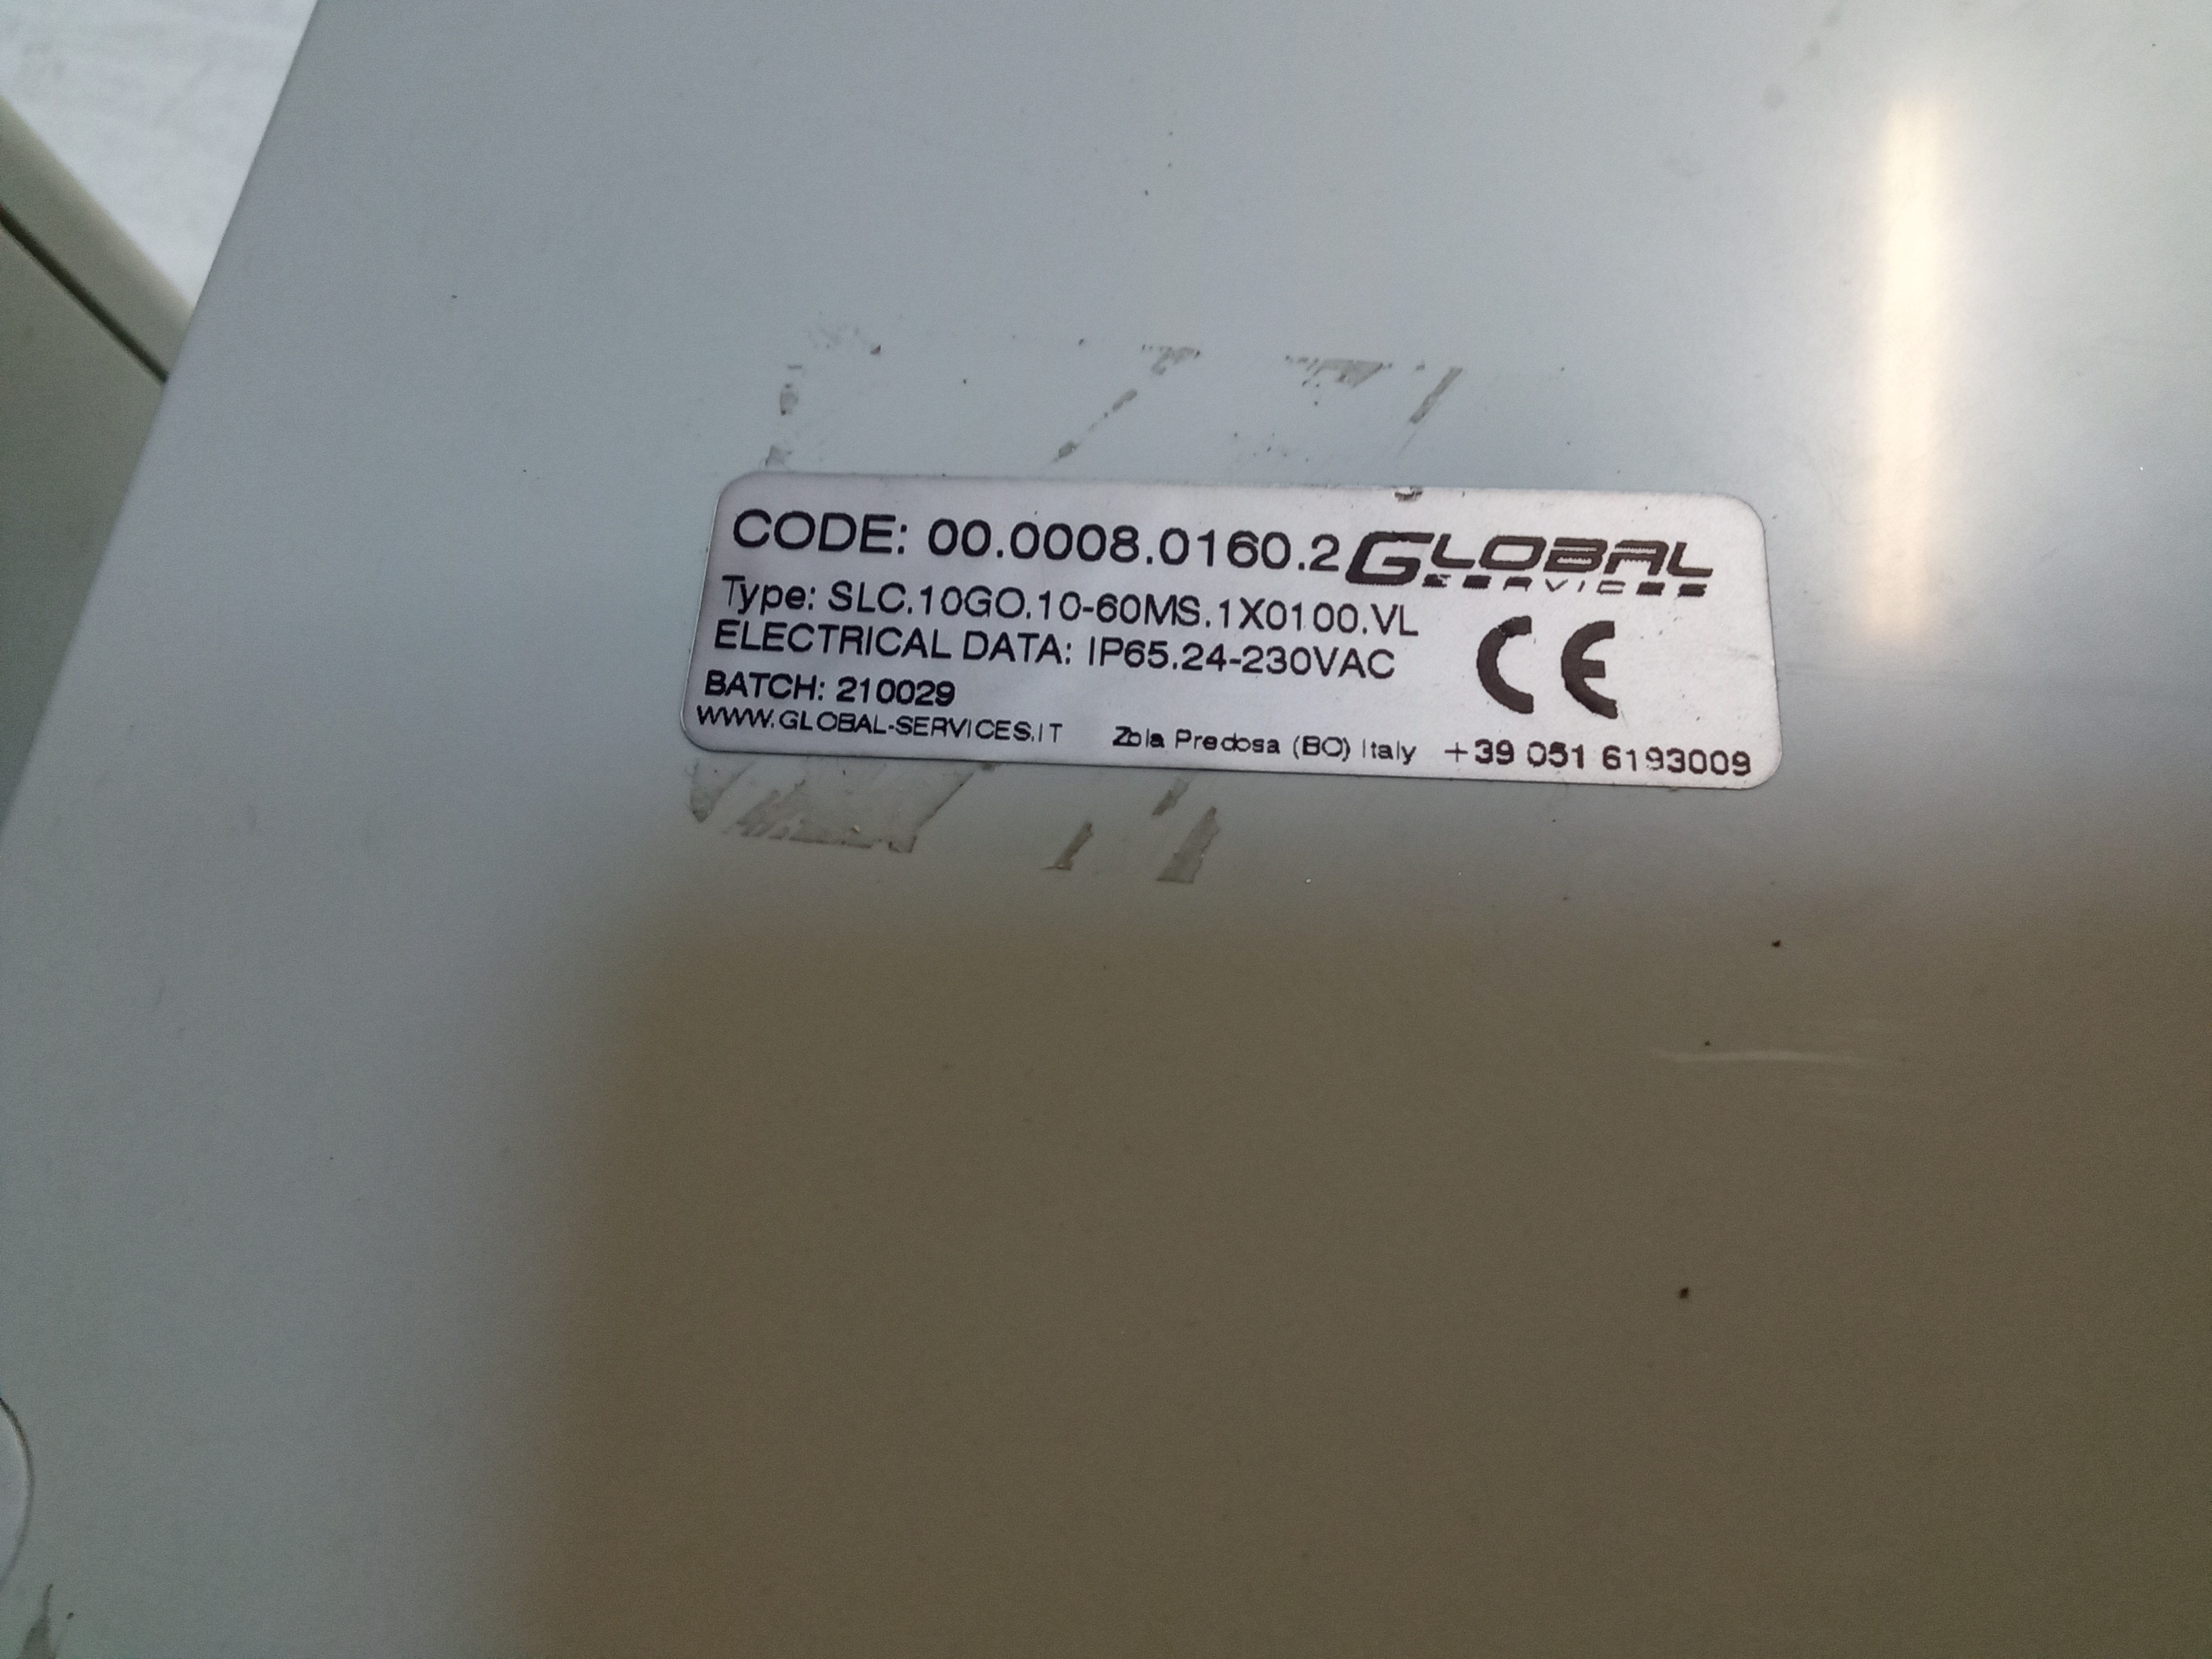 CODE: 00.0008.0160.2 GLOBAL
SERVICES
Type: SLC.10GO.10-60MS.1X0100.VL
ELECTRICAL DATA: IP65.24-230VAC CE
BATCH: 210029
WWW.GLOBAL-SERVICES.IT Zola Predosa (BO) Italy +39 051 6193009